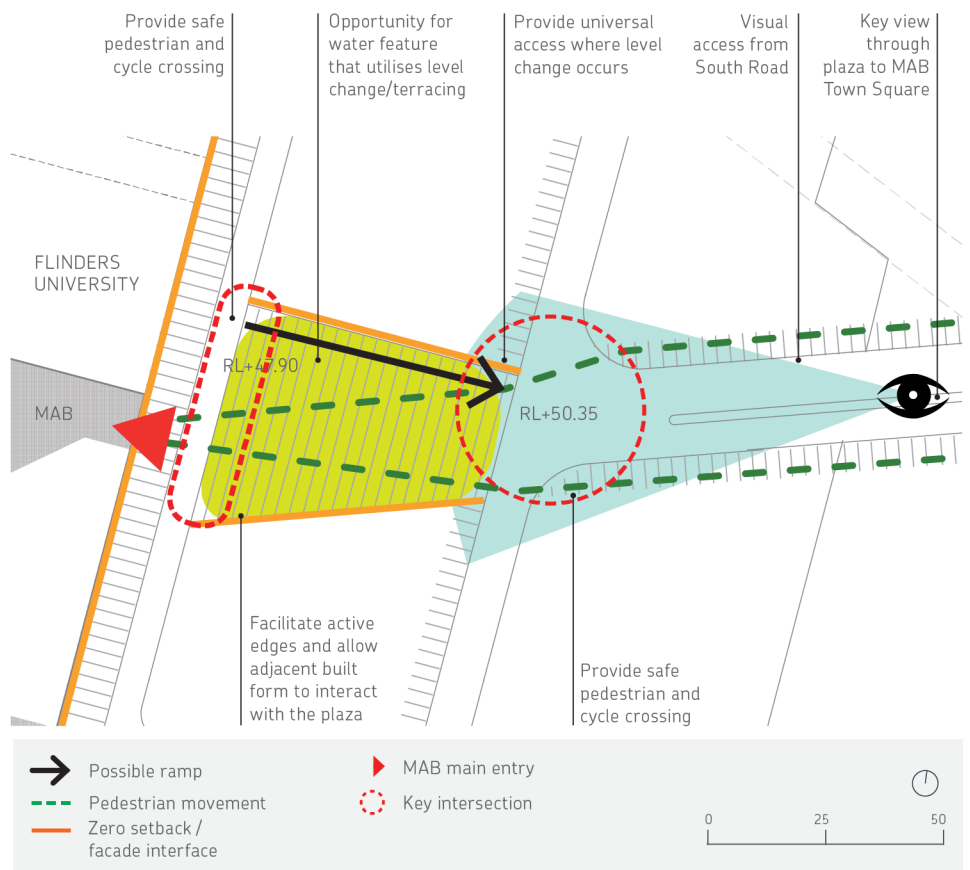 Provide safe
pedestrian and
cycle crossing
Opportunity for
water feature
that utilises level
change/terracing
Provide universal
access where level
change occurs
Visual
access from
South Road
Key view
through
plaza to MAB
Town Square
FLINDERS
UNIVERSITY
RL+47.90
MAB
RL+50.35
Facilitate active
edges and allow
adjacent built
form to interact
with the plaza
Provide safe
pedestrian and
cycle crossing
Possible ramp
Pedestrian movement
Zero setback /
facade interface
MAB main entry
Key intersection
0 25 50